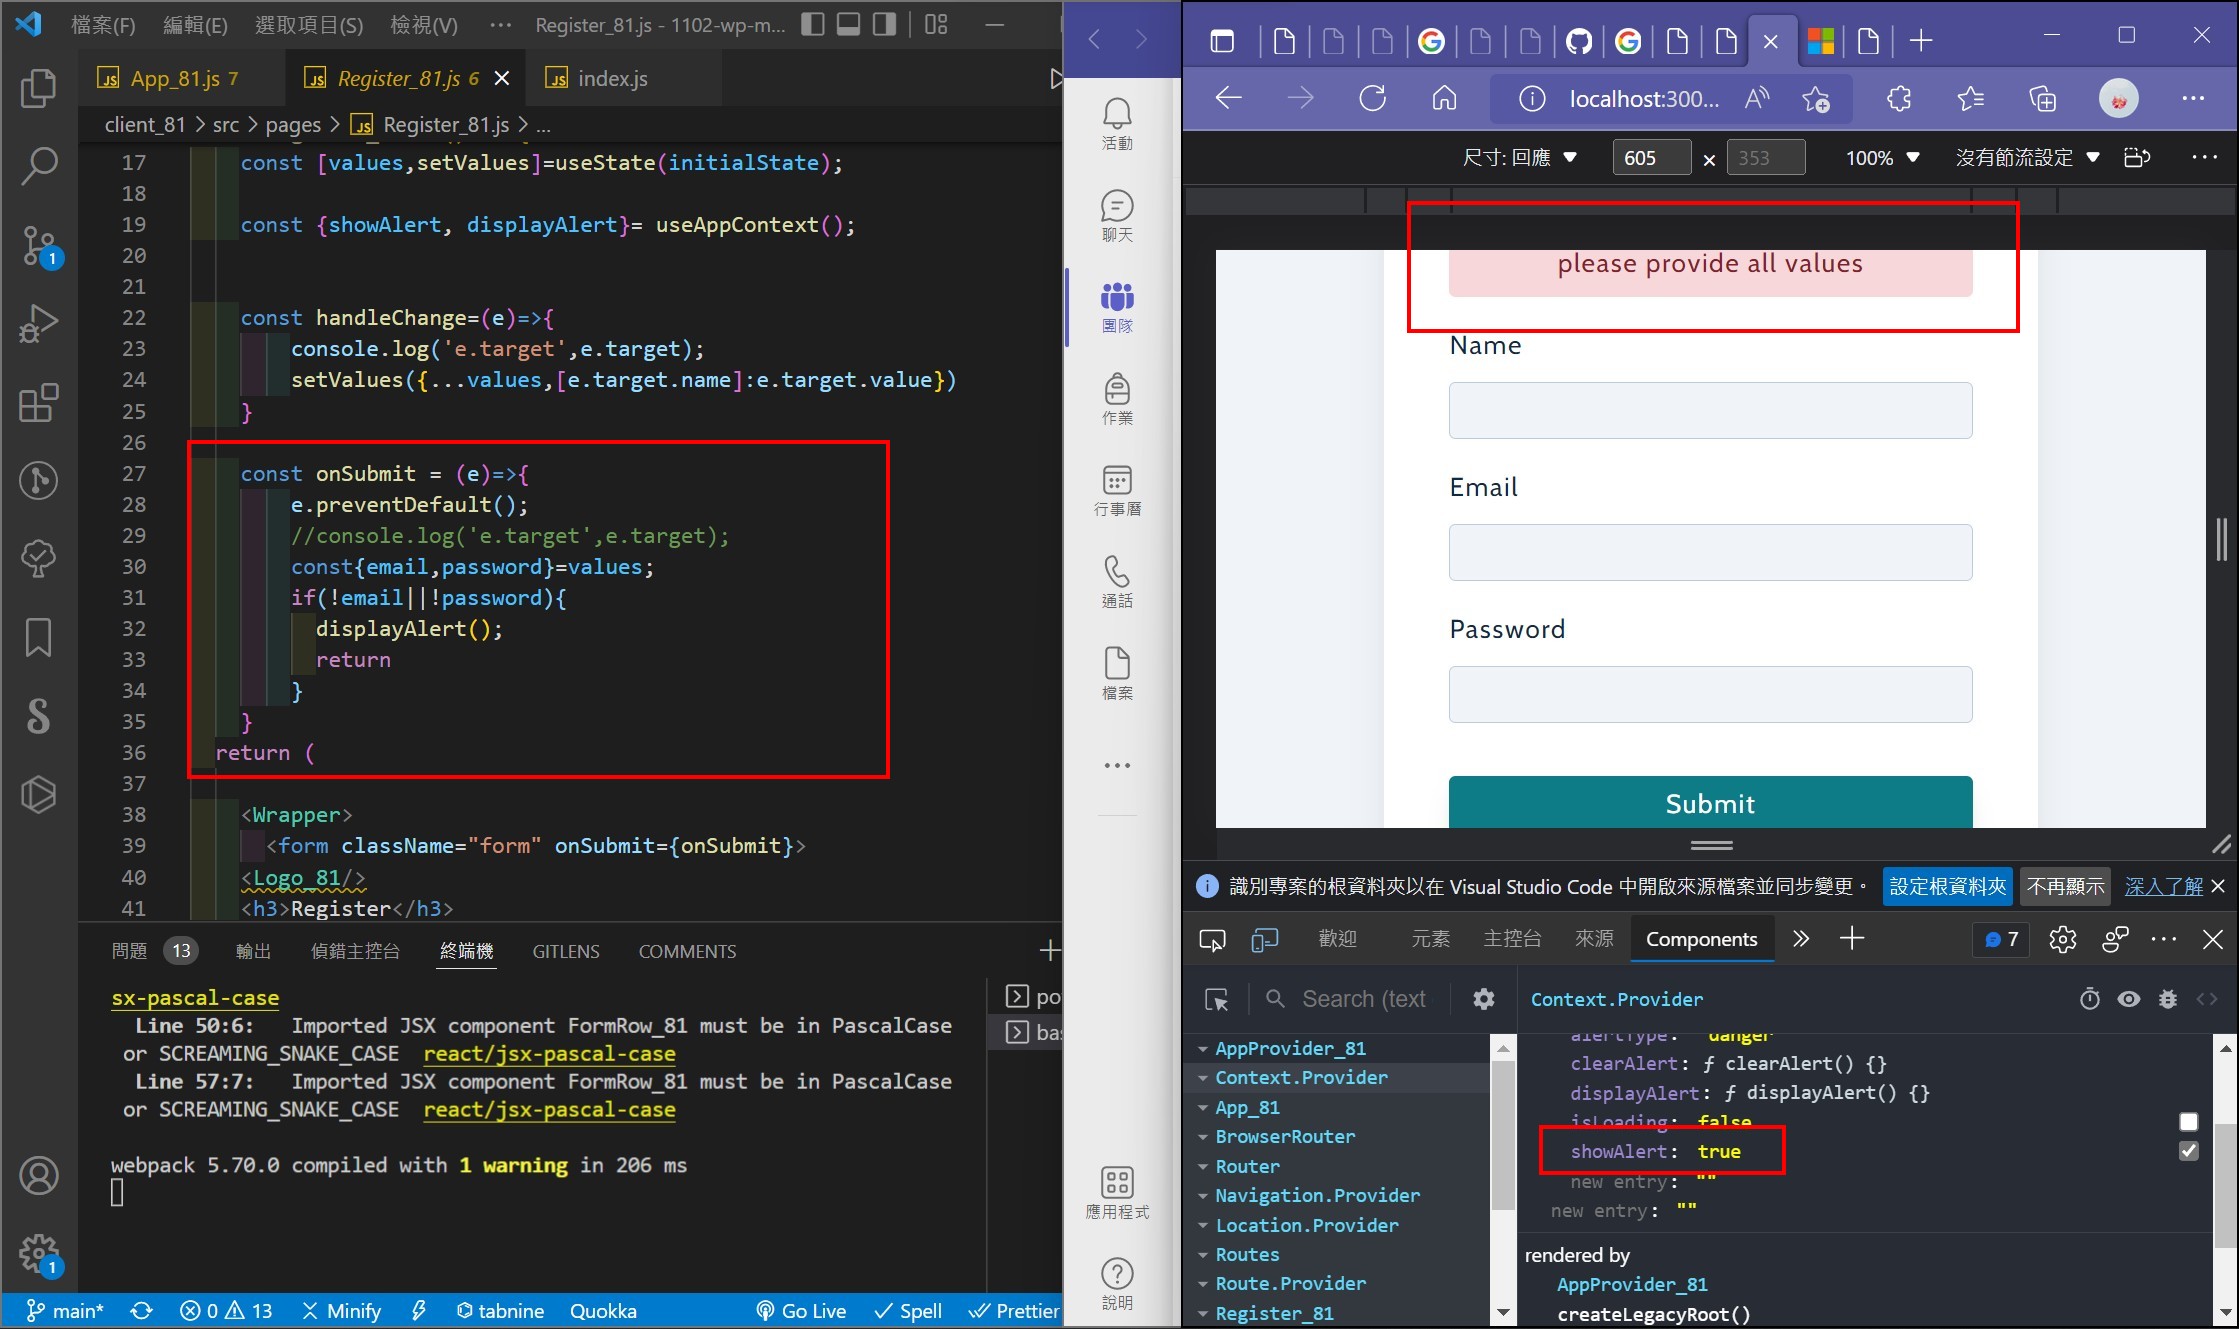 檔案(F) 編輯(E) 選取項目(S) 檢視(V) ··· Register_81.js - 1102-wp-m...
App_81.js 7 Register_81.js 6 index.js
client_81 > src > pages > Register_81.js > ...
17 const [values,setValues]=useState(initialState);
18
19 const {showAlert, displayAlert}= useAppContext();
20
21
22 const handleChange=(e)=>{
23 console.log('e.target',e.target);
24 setValues({...values,[e.target.name]:e.target.value})
25 }
26
27 const onSubmit = (e)=>{
28 e.preventDefault();
29 //console.log('e.target',e.target);
30 const{email,password}=values;
31 if(!email||!password){
32 displayAlert();
33 return
34 }
35 }
36 return (
37
38 <Wrapper>
39 <form className="form" onSubmit={onSubmit}>
40 <Logo_81/>
41 <h3>Register</h3>
問題 13 輸出 偵錯主控台 終端機 GITLENS COMMENTS
sx-pascal-case
Line 50:6: Imported JSX component FormRow_81 must be in PascalCase
or SCREAMING_SNAKE_CASE react/jsx-pascal-case
Line 57:7: Imported JSX component FormRow_81 must be in PascalCase
or SCREAMING_SNAKE_CASE react/jsx-pascal-case
webpack 5.70.0 compiled with 1 warning in 206 ms
po
bas
1
1
main* 0 13 Minify tabnine Quokka Go Live Spell Prettier
活動
聊天
團隊
作業
行事曆
通話
檔案
···
應用程式
說明
localhost:300...
尺寸: 回應 605 × 353 100% 沒有節流設定
please provide all values
Name
Email
Password
Submit
識別專案的根資料夾以在 Visual Studio Code 中開啟來源檔案並同步變更。 設定根資料夾 不再顯示 深入了解
歡迎 元素 主控台 來源 Components 7
Search (text
Context.Provider
AppProvider_81
Context.Provider
App_81
BrowserRouter
Router
Navigation.Provider
Location.Provider
Routes
Route.Provider
Register_81
alertType: "danger"
clearAlert: ƒ clearAlert() {}
displayAlert: ƒ displayAlert() {}
isLoading: false
showAlert: true
new entry: ""
new entry: ""
rendered by
AppProvider_81
createLegacyRoot()